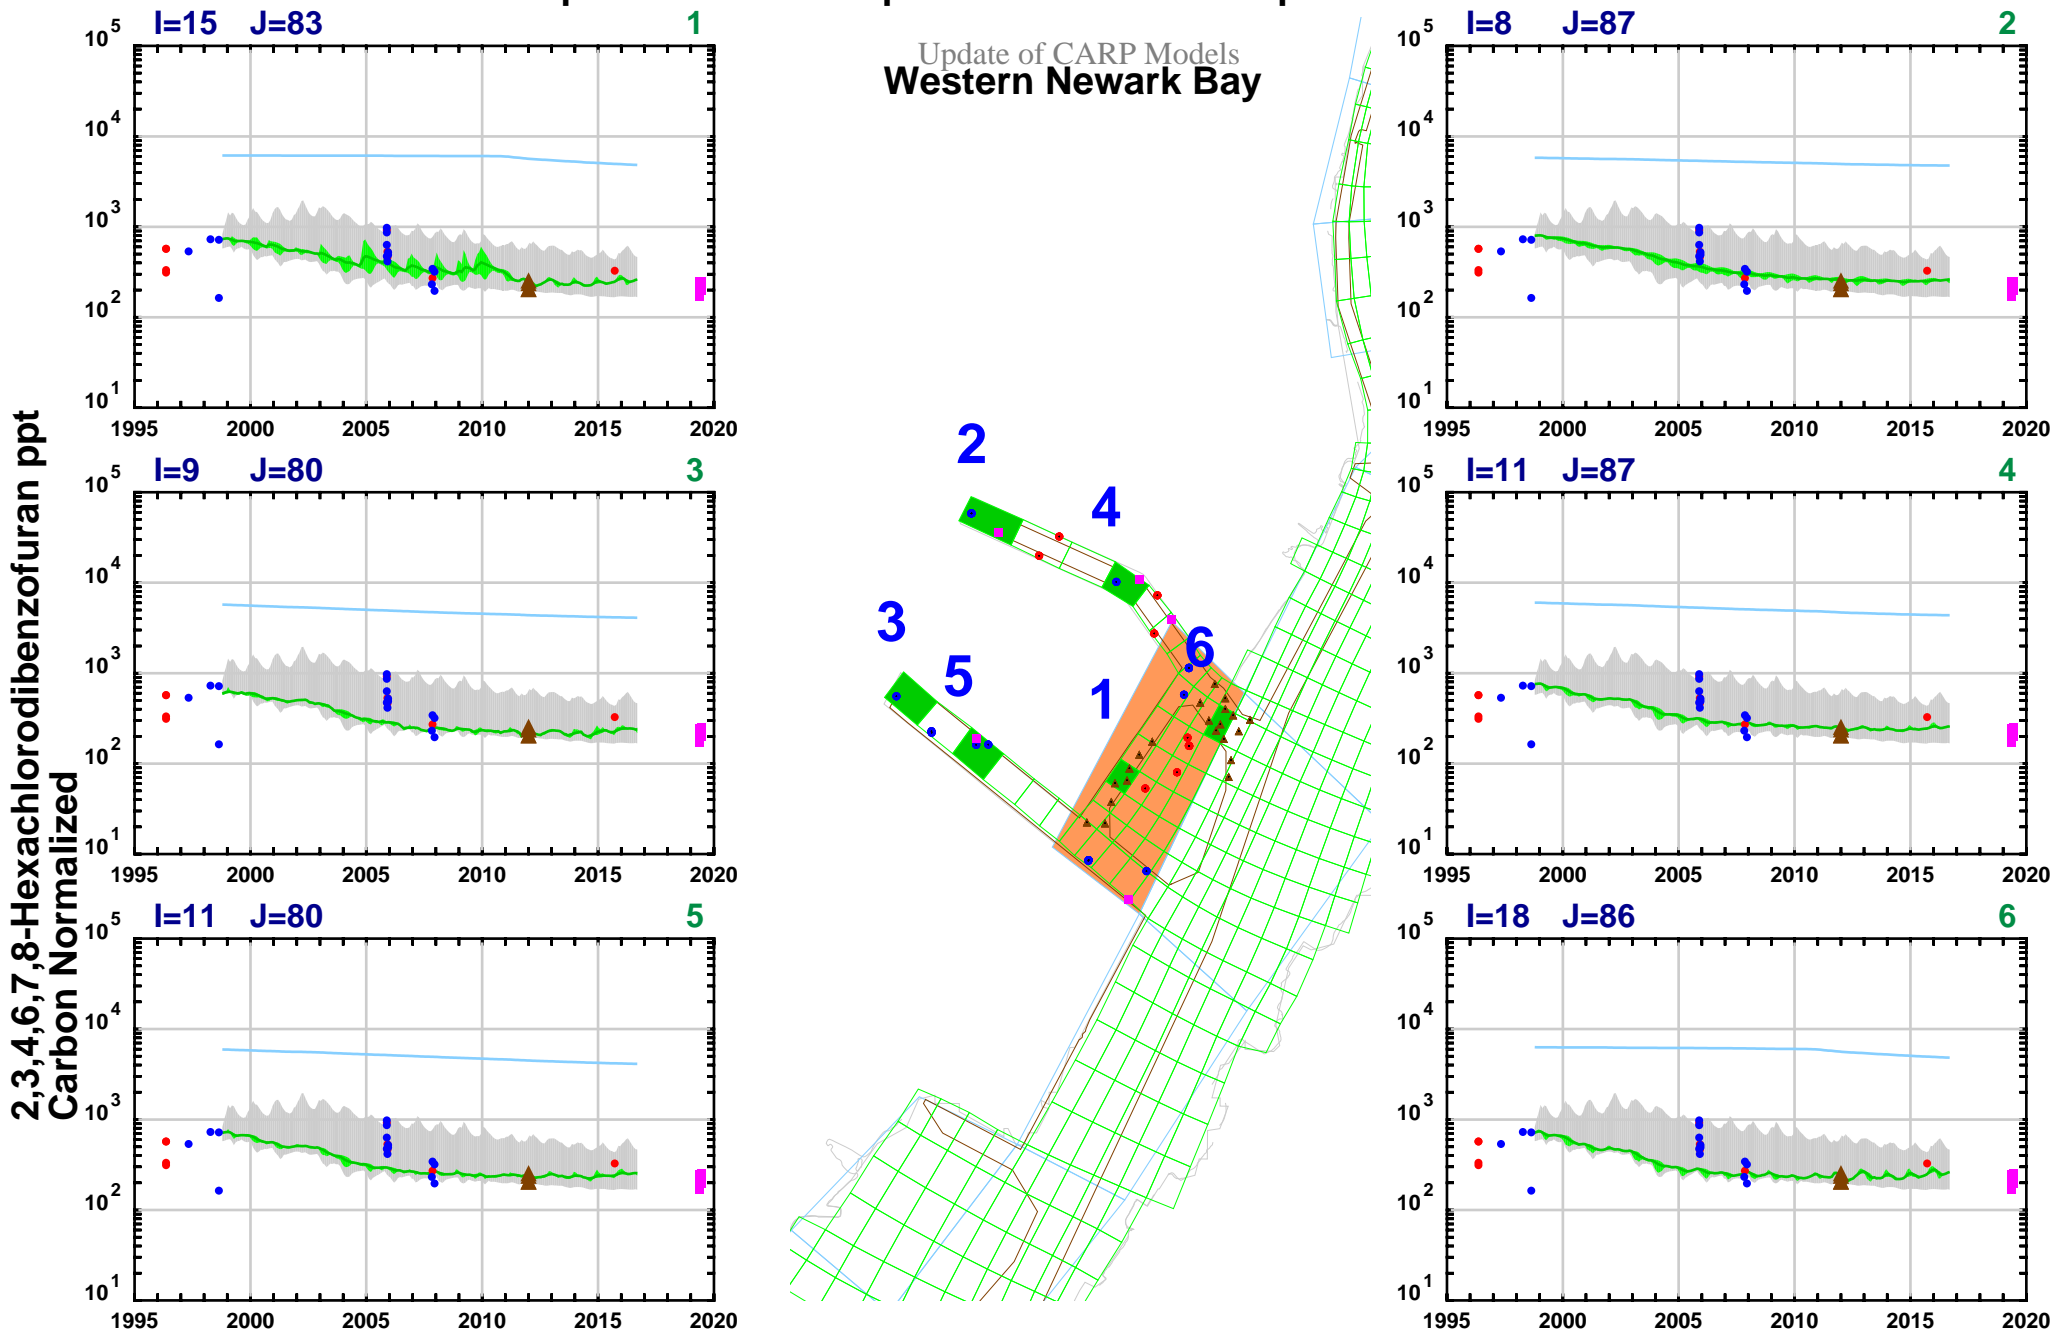 Update of CARP Models
Western Newark Bay
2,3,4,6,7,8-Hexachlorodibenzofuran ppt
Carbon Normalized
I=15 J=83 1
10^5
10^4
10^3
10^2
10^1
1995 2000 2005 2010 2015 2020
I=8 J=87 2
10^5
10^4
10^3
10^2
10^1
1995 2000 2005 2010 2015 2020
I=9 J=80 3
10^5
10^4
10^3
10^2
10^1
1995 2000 2005 2010 2015 2020
I=11 J=87 4
10^5
10^4
10^3
10^2
10^1
1995 2000 2005 2010 2015 2020
I=11 J=80 5
10^5
10^4
10^3
10^2
10^1
1995 2000 2005 2010 2015 2020
I=18 J=86 6
10^5
10^4
10^3
10^2
10^1
1995 2000 2005 2010 2015 2020
2
4
3
6
5
1